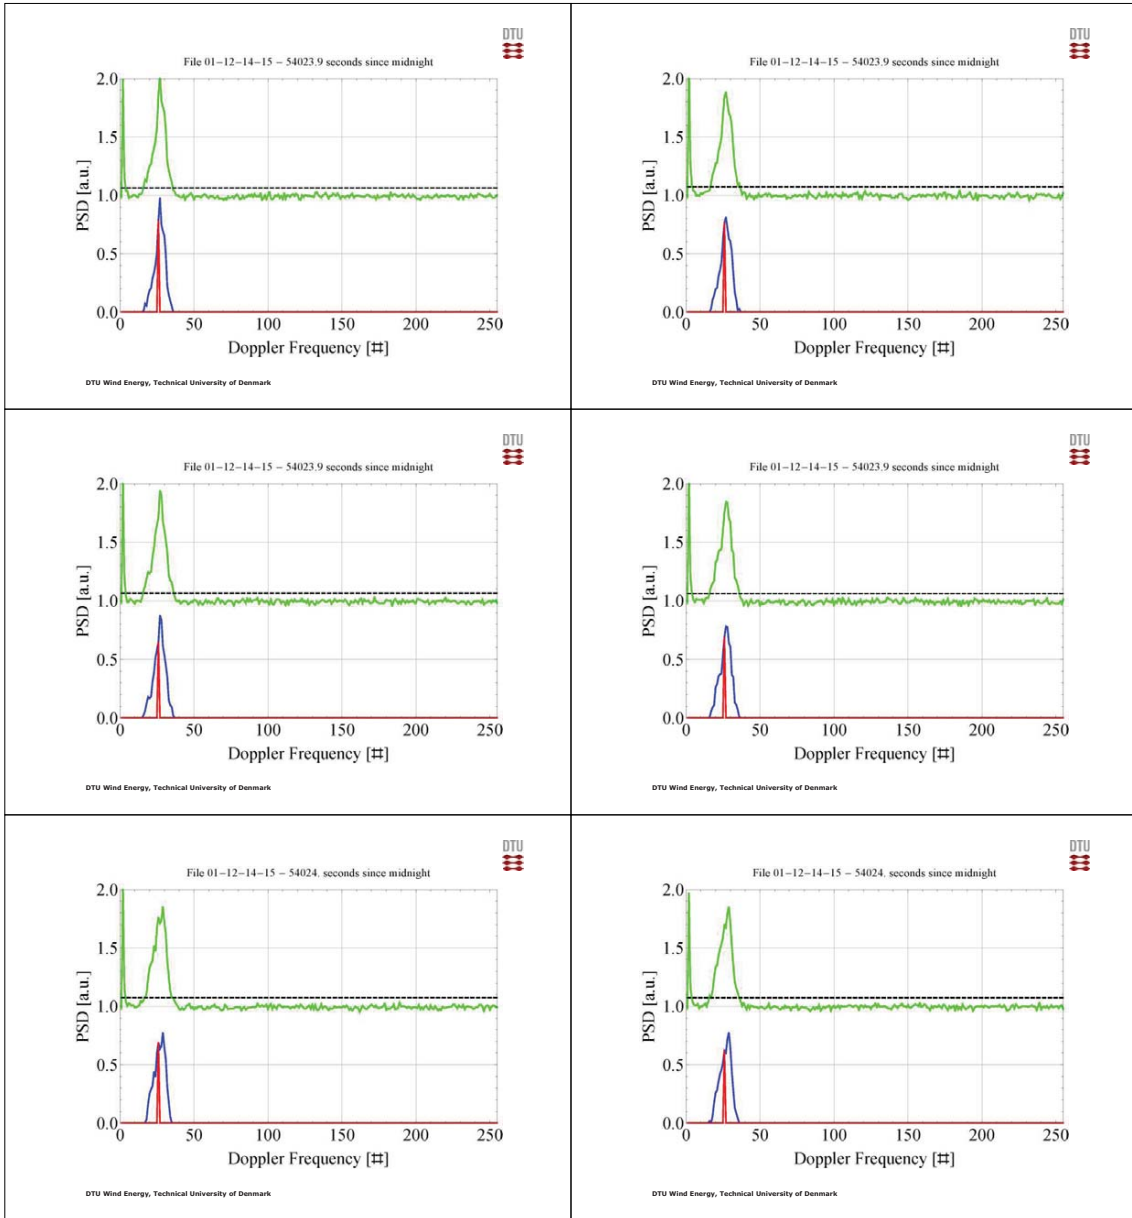 DTU
File 01-12-14-15 - 54023.9 seconds since midnight
2.0
1.5
1.0
0.5
0.0
PSD [a.u.]
0 50 100 150 200 250
Doppler Frequency [#]
DTU Wind Energy, Technical University of Denmark
DTU
File 01-12-14-15 - 54023.9 seconds since midnight
2.0
1.5
1.0
0.5
0.0
PSD [a.u.]
0 50 100 150 200 250
Doppler Frequency [#]
DTU Wind Energy, Technical University of Denmark
DTU
File 01-12-14-15 - 54023.9 seconds since midnight
2.0
1.5
1.0
0.5
0.0
PSD [a.u.]
0 50 100 150 200 250
Doppler Frequency [#]
DTU Wind Energy, Technical University of Denmark
DTU
File 01-12-14-15 - 54023.9 seconds since midnight
2.0
1.5
1.0
0.5
0.0
PSD [a.u.]
0 50 100 150 200 250
Doppler Frequency [#]
DTU Wind Energy, Technical University of Denmark
DTU
File 01-12-14-15 - 54024. seconds since midnight
2.0
1.5
1.0
0.5
0.0
PSD [a.u.]
0 50 100 150 200 250
Doppler Frequency [#]
DTU Wind Energy, Technical University of Denmark
DTU
File 01-12-14-15 - 54024. seconds since midnight
2.0
1.5
1.0
0.5
0.0
PSD [a.u.]
0 50 100 150 200 250
Doppler Frequency [#]
DTU Wind Energy, Technical University of Denmark